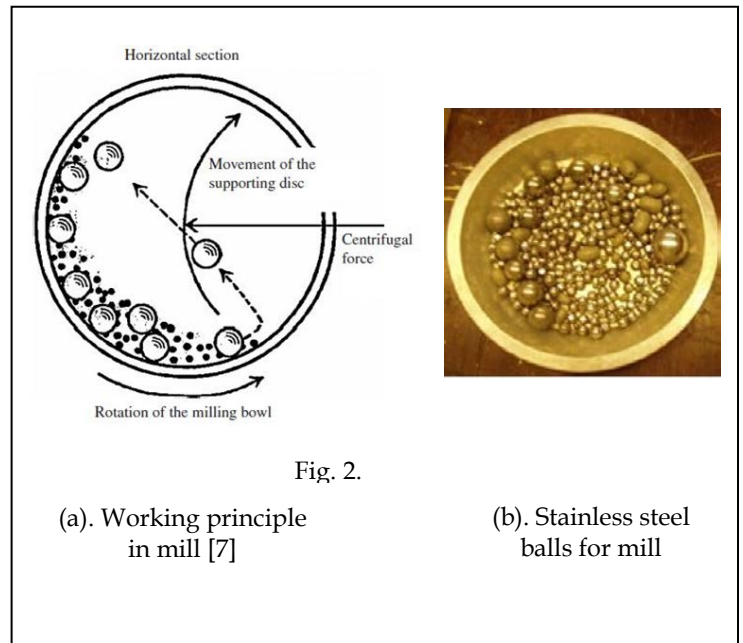 Horizontal section
Movement of the
supporting disc
Centrifugal
force
Rotation of the milling bowl
Fig. 2.
(a). Working principle
in mill [7]
(b). Stainless steel
balls for mill